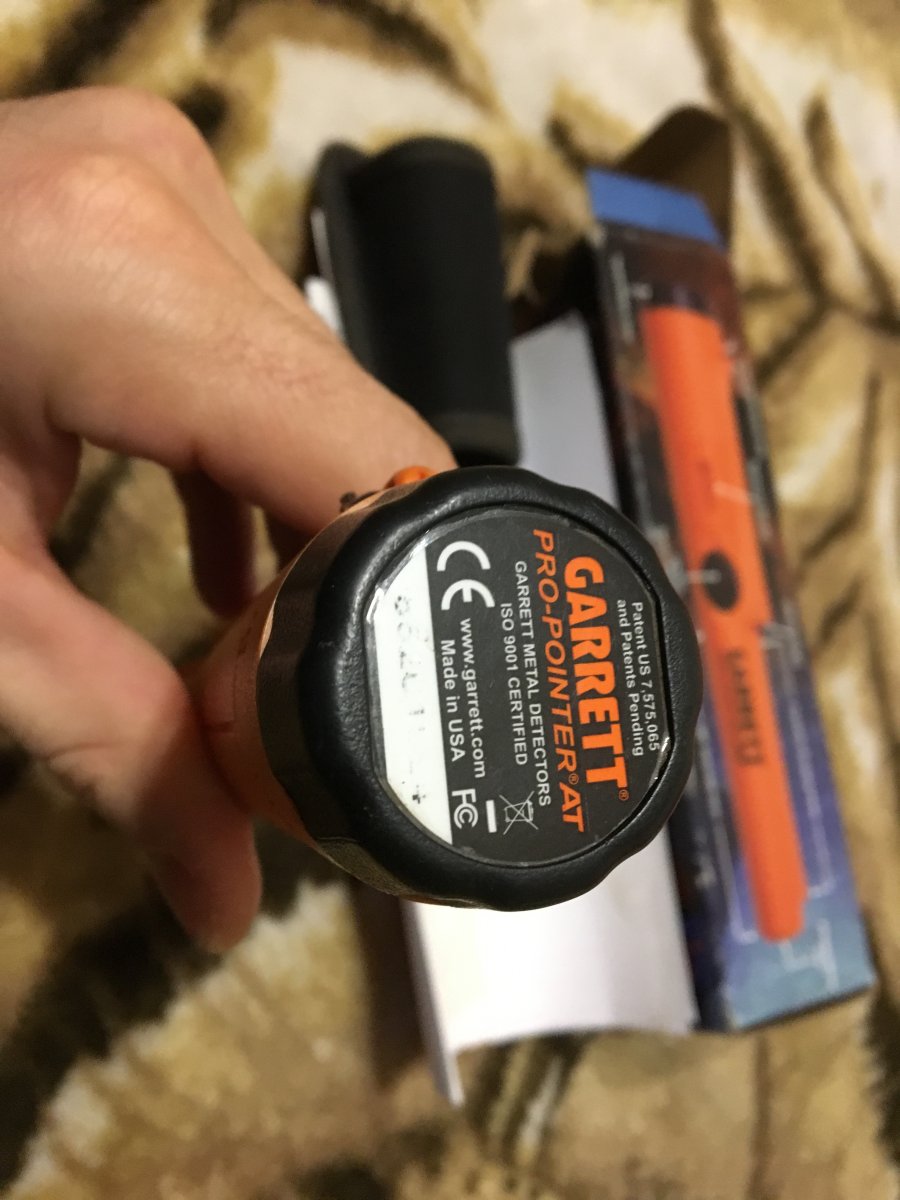 Patent US 7,575,065
and Patents Pending
GARRETT®
PRO-POINTER®AT
GARRETT METAL DETECTORS
ISO 9001 CERTIFIED
CE www.garrett.com
Made in USA FC
GARRETT